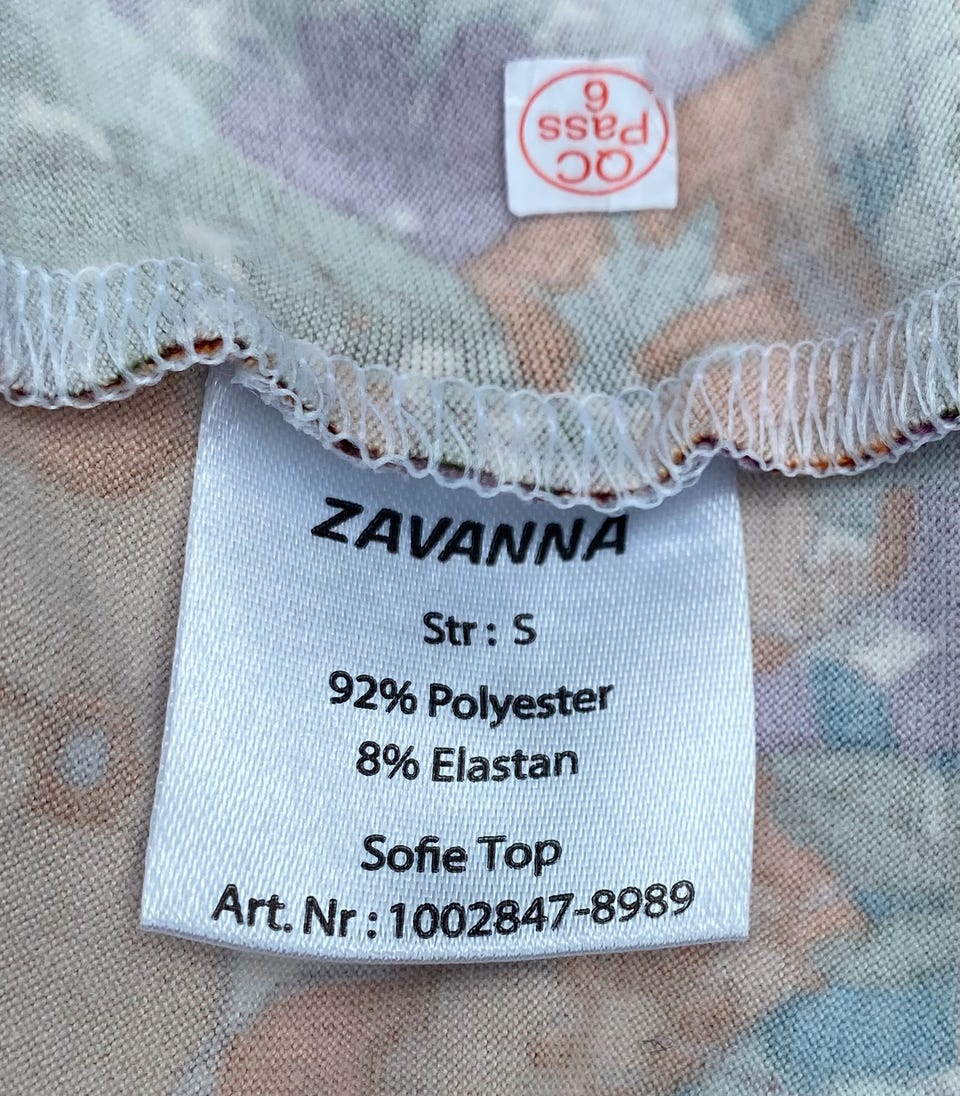 QC
Pass
6
ZAVANNA
Str: S
92% Polyester
8% Elastan
Sofie Top
Art. Nr: 1002847-8989